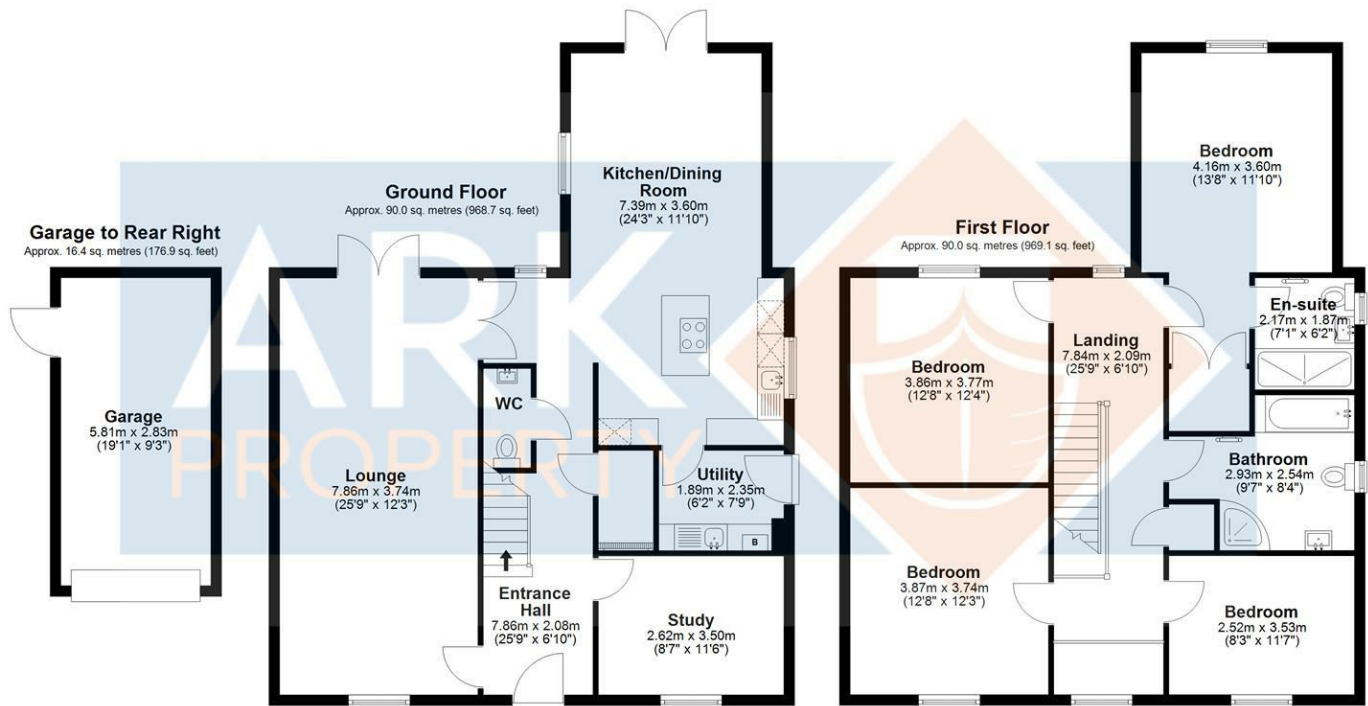 Garage to Rear Right
Approx. 16.4 sq. metres (176.9 sq. feet)
Garage
5.81m x 2.83m
(19'1" x 9'3")
Ground Floor
Approx. 90.0 sq. metres (968.7 sq. feet)
Kitchen/Dining
Room
7.39m x 3.60m
(24'3" x 11'10")
WC
Lounge
7.86m x 3.74m
(25'9" x 12'3")
Utility
1.89m x 2.35m
(6'2" x 7'9")
B
Entrance
Hall
7.86m x 2.08m
(25'9" x 6'10")
Study
2.62m x 3.50m
(8'7" x 11'6")
First Floor
Approx. 90.0 sq. metres (969.1 sq. feet)
Bedroom
4.16m x 3.60m
(13'8" x 11'10")
En-suite
2.17m x 1.87m
(7'1" x 6'2")
Landing
7.84m x 2.09m
(25'9" x 6'10")
Bedroom
3.86m x 3.77m
(12'8" x 12'4")
Bathroom
2.93m x 2.54m
(9'7" x 8'4")
Bedroom
3.87m x 3.74m
(12'8" x 12'3")
Bedroom
2.52m x 3.53m
(8'3" x 11'7")
ARK
PROPERTY